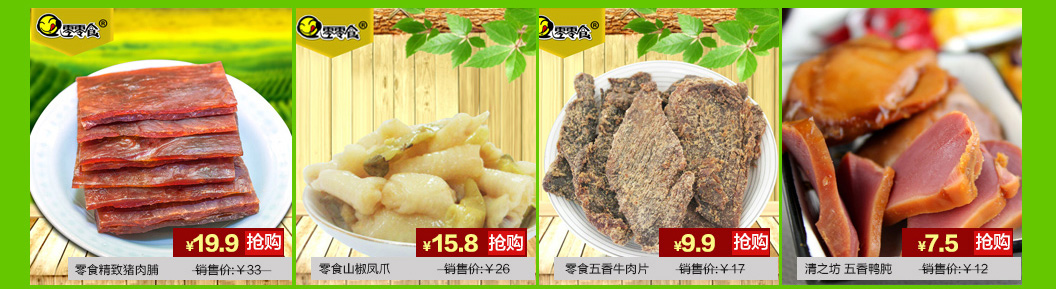 零零食®
¥19.9 抢购
零食精致猪肉脯 销售价:¥33
零零食®
¥15.8 抢购
零食山椒凤爪 销售价:¥26
零零食®
¥9.9 抢购
零食五香牛肉片 销售价:¥17
¥7.5 抢购
清之坊 五香鸭肫 销售价:¥12